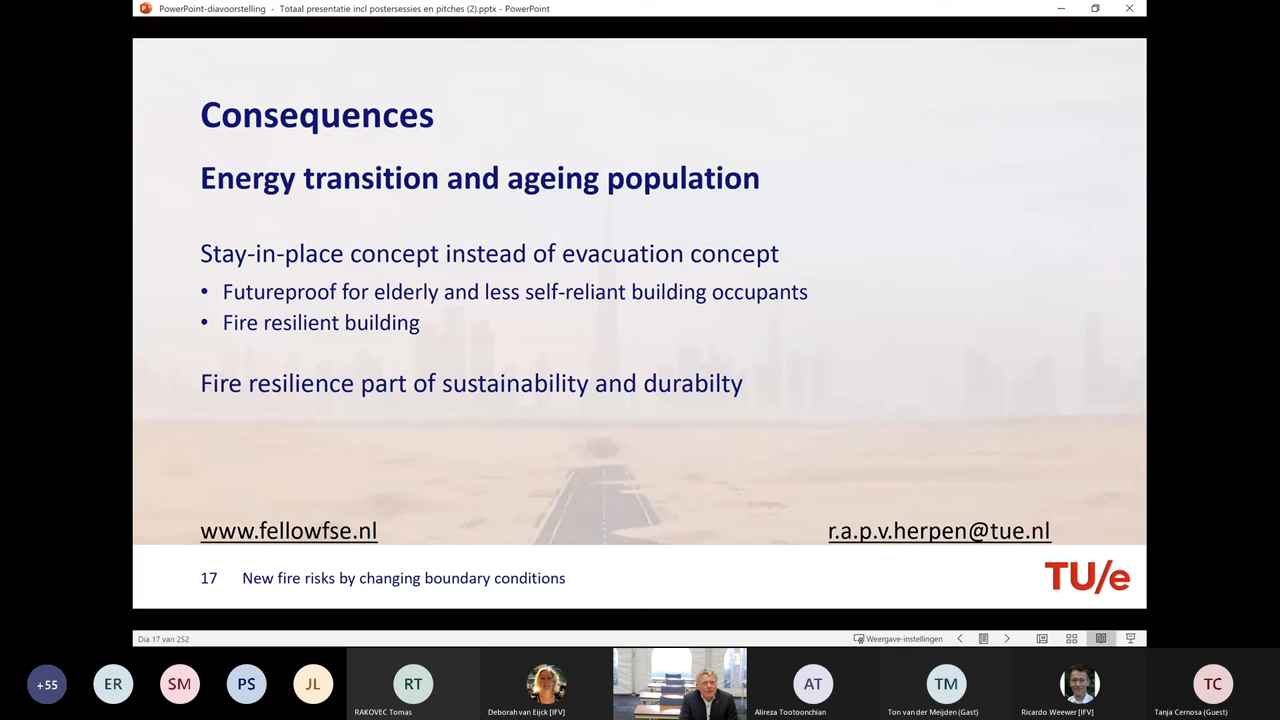 PowerPoint-diavoorstelling - Totaal presentatie incl postersessies en pitches (2).pptx - PowerPoint
Consequences
Energy transition and ageing population
Stay-in-place concept instead of evacuation concept
• Futureproof for elderly and less self-reliant building occupants
• Fire resilient building
Fire resilience part of sustainability and durabilty
www.fellowfse.nl
r.a.p.v.herpen@tue.nl
17 New fire risks by changing boundary conditions
TU/e
Dia 17 van 252
Weergave-instellingen
+55
ER
SM
PS
JL
RT
AT
TM
TC
RAKOVEC Tomas
Deborah van Eijck [IFV]
Alireza Tootoonchian
Ton van der Meijden (Gast)
Ricardo Weewer [IFV]
Tanja Cernosa (Guest)